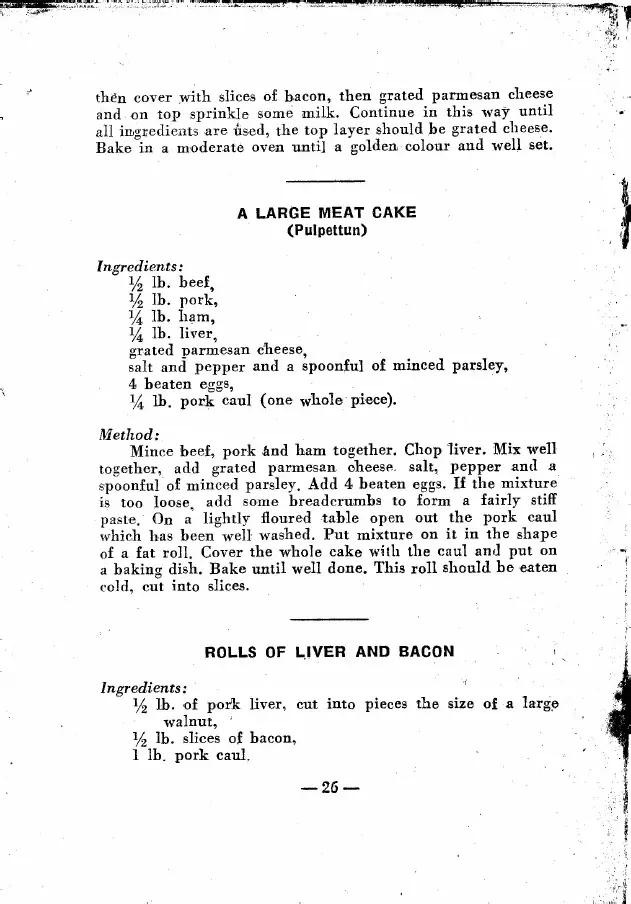 then cover with slices of bacon, then grated parmesan cheese
and on top sprinkle some milk. Continue in this way until
all ingredients are used, the top layer should be grated cheese.
Bake in a moderate oven until a golden colour and well set.
A LARGE MEAT CAKE
(Pulpettun)
Ingredients:
½ lb. beef,
½ lb. pork,
¼ lb. ham,
¼ lb. liver,
grated parmesan cheese,
salt and pepper and a spoonful of minced parsley,
4 beaten eggs,
¼ lb. pork caul (one whole piece).
Method:
Mince beef, pork and ham together. Chop liver. Mix well
together, add grated parmesan cheese. salt, pepper and a
spoonful of minced parsley. Add 4 beaten eggs. If the mixture
is too loose, add some breadcrumbs to form a fairly stiff
paste. On a lightly floured table open out the pork caul
which has been well washed. Put mixture on it in the shape
of a fat roll. Cover the whole cake with the caul and put on
a baking dish. Bake until well done. This roll should be eaten
cold, cut into slices.
ROLLS OF LIVER AND BACON
Ingredients:
½ lb. of pork liver, cut into pieces the size of a large
walnut,
½ lb. slices of bacon,
1 lb. pork caul.
— 26 —